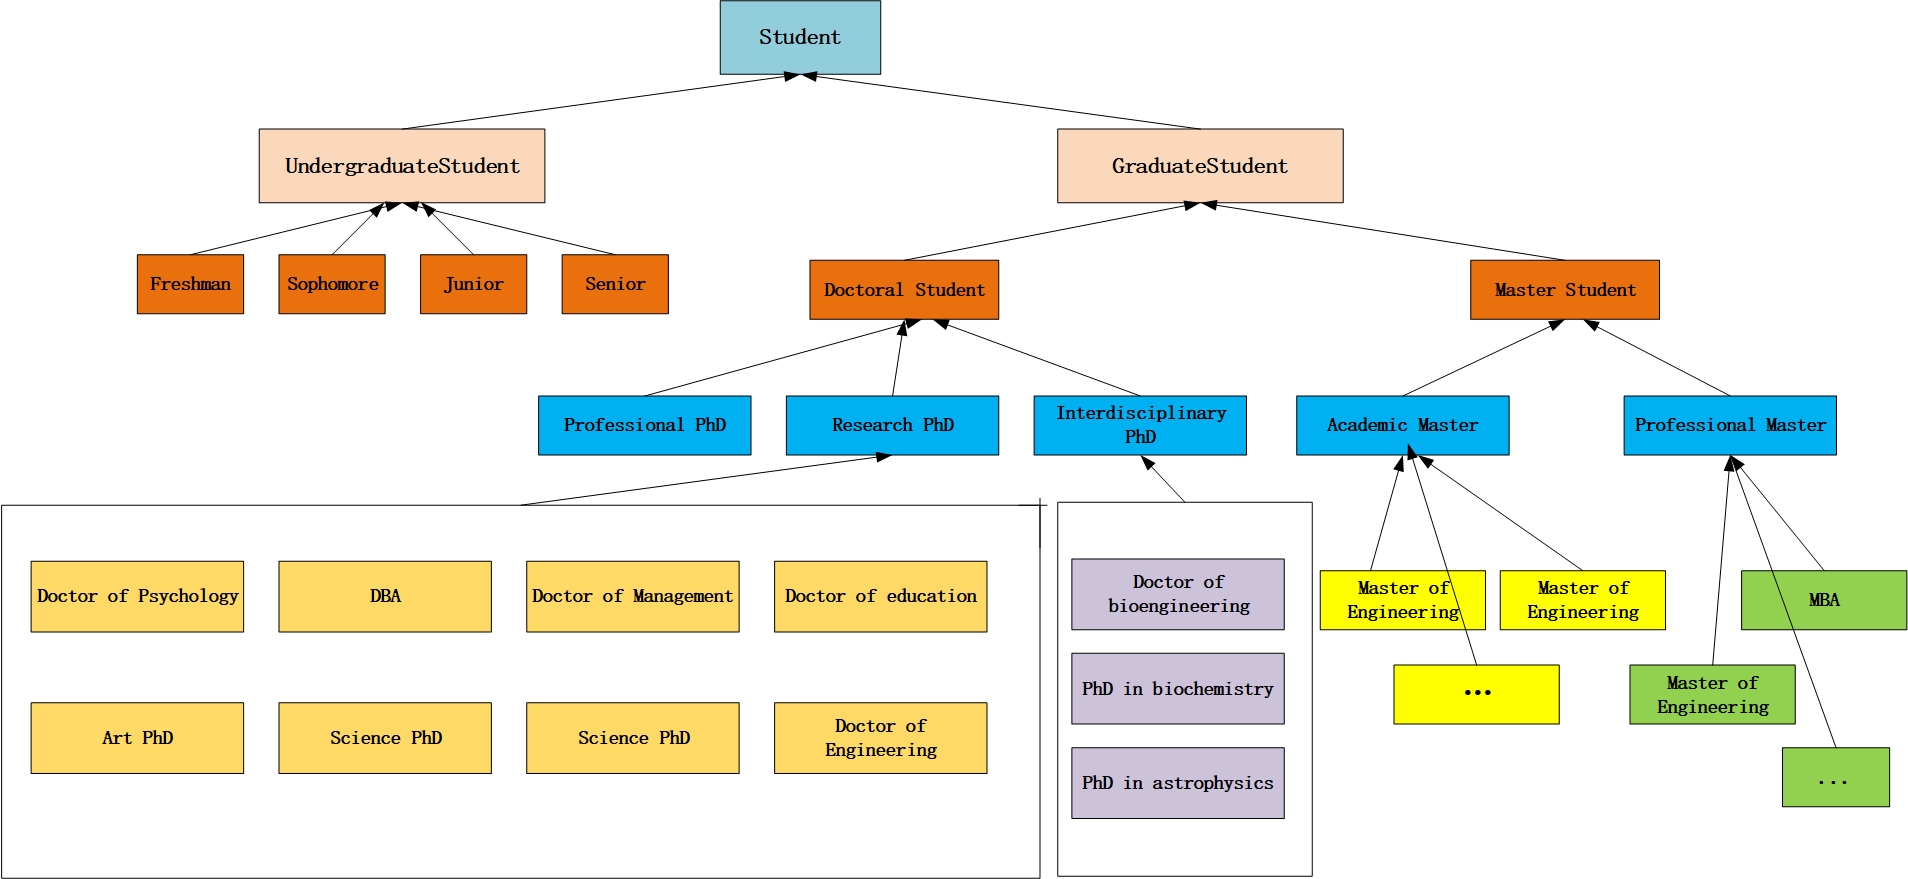 Student
UndergraduateStudent
GraduateStudent
Freshman
Sophomore
Junior
Senior
Doctoral Student
Master Student
Professional PhD
Research PhD
Interdisciplinary
PhD
Academic Master
Professional Master
Doctor of Psychology
DBA
Doctor of Management
Doctor of education
Art PhD
Science PhD
Science PhD
Doctor of
Engineering
Doctor of
bioengineering
PhD in biochemistry
PhD in astrophysics
Master of
Engineering
Master of
Engineering
...
MBA
Master of
Engineering
...